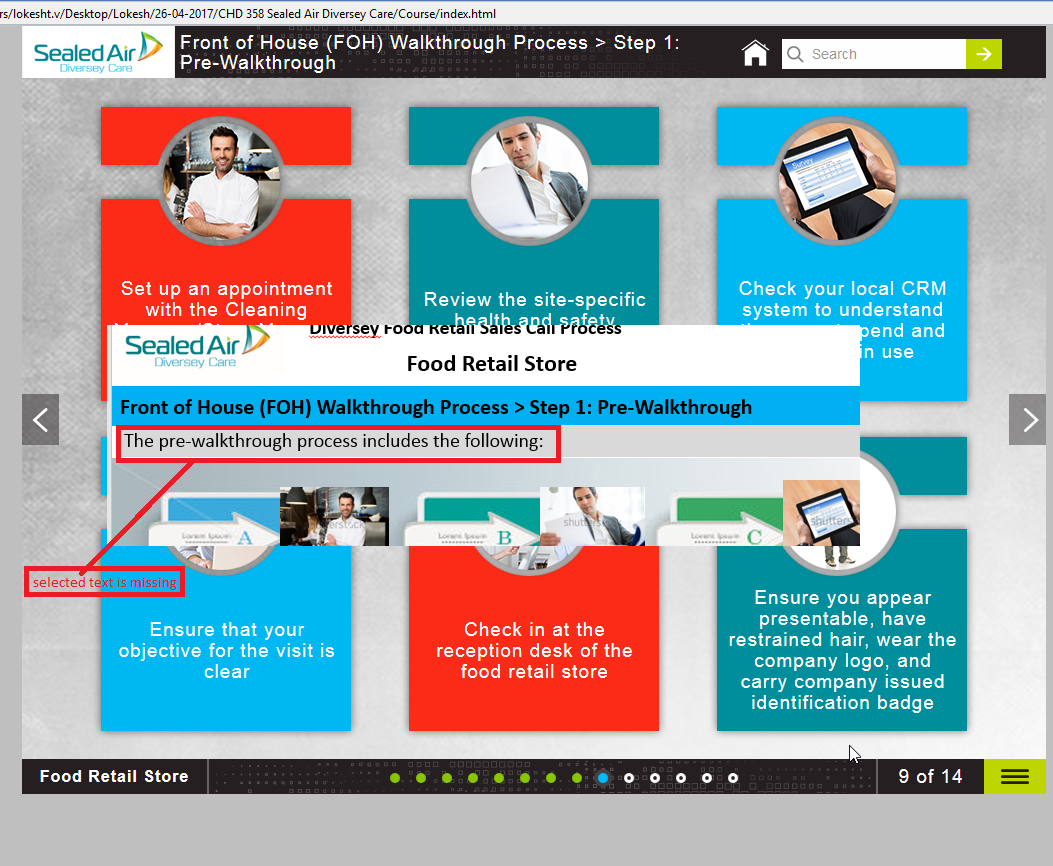 rs/lokesht.v/Desktop/Lokesh/26-04-2017/CHD 358 Sealed Air Diversey Care/Course/index.html
Sealed Air
Diversey Care
Front of House (FOH) Walkthrough Process > Step 1:
Pre-Walkthrough
Search
Set up an appointment
with the Cleaning
Review the site-specific
health and safety
Check your local CRM
system to understand
pend and
in use
Diversey Food Retail Sales Call Process
Sealed Air
Diversey Care
Food Retail Store
Front of House (FOH) Walkthrough Process > Step 1: Pre-Walkthrough
The pre-walkthrough process includes the following:
Lorem Ipsum A
shutterstock
Lorem Ipsum B
shutters
Lorem Ipsum C
shutters
selected text is missing
Ensure that your
objective for the visit is
clear
Check in at the
reception desk of the
food retail store
Ensure you appear
presentable, have
restrained hair, wear the
company logo, and
carry company issued
identification badge
Food Retail Store
9 of 14